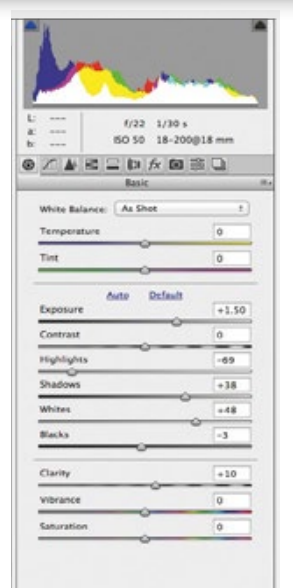 L: ---
a: ---
b: ---
f/22 1/30 s
ISO 50 18-200@18 mm
fx
Basic
White Balance: As Shot
Temperature 0
Tint 0
Auto Default
Exposure +1.50
Contrast 0
Highlights -69
Shadows +38
Whites +48
Blacks -3
Clarity +10
Vibrance 0
Saturation 0